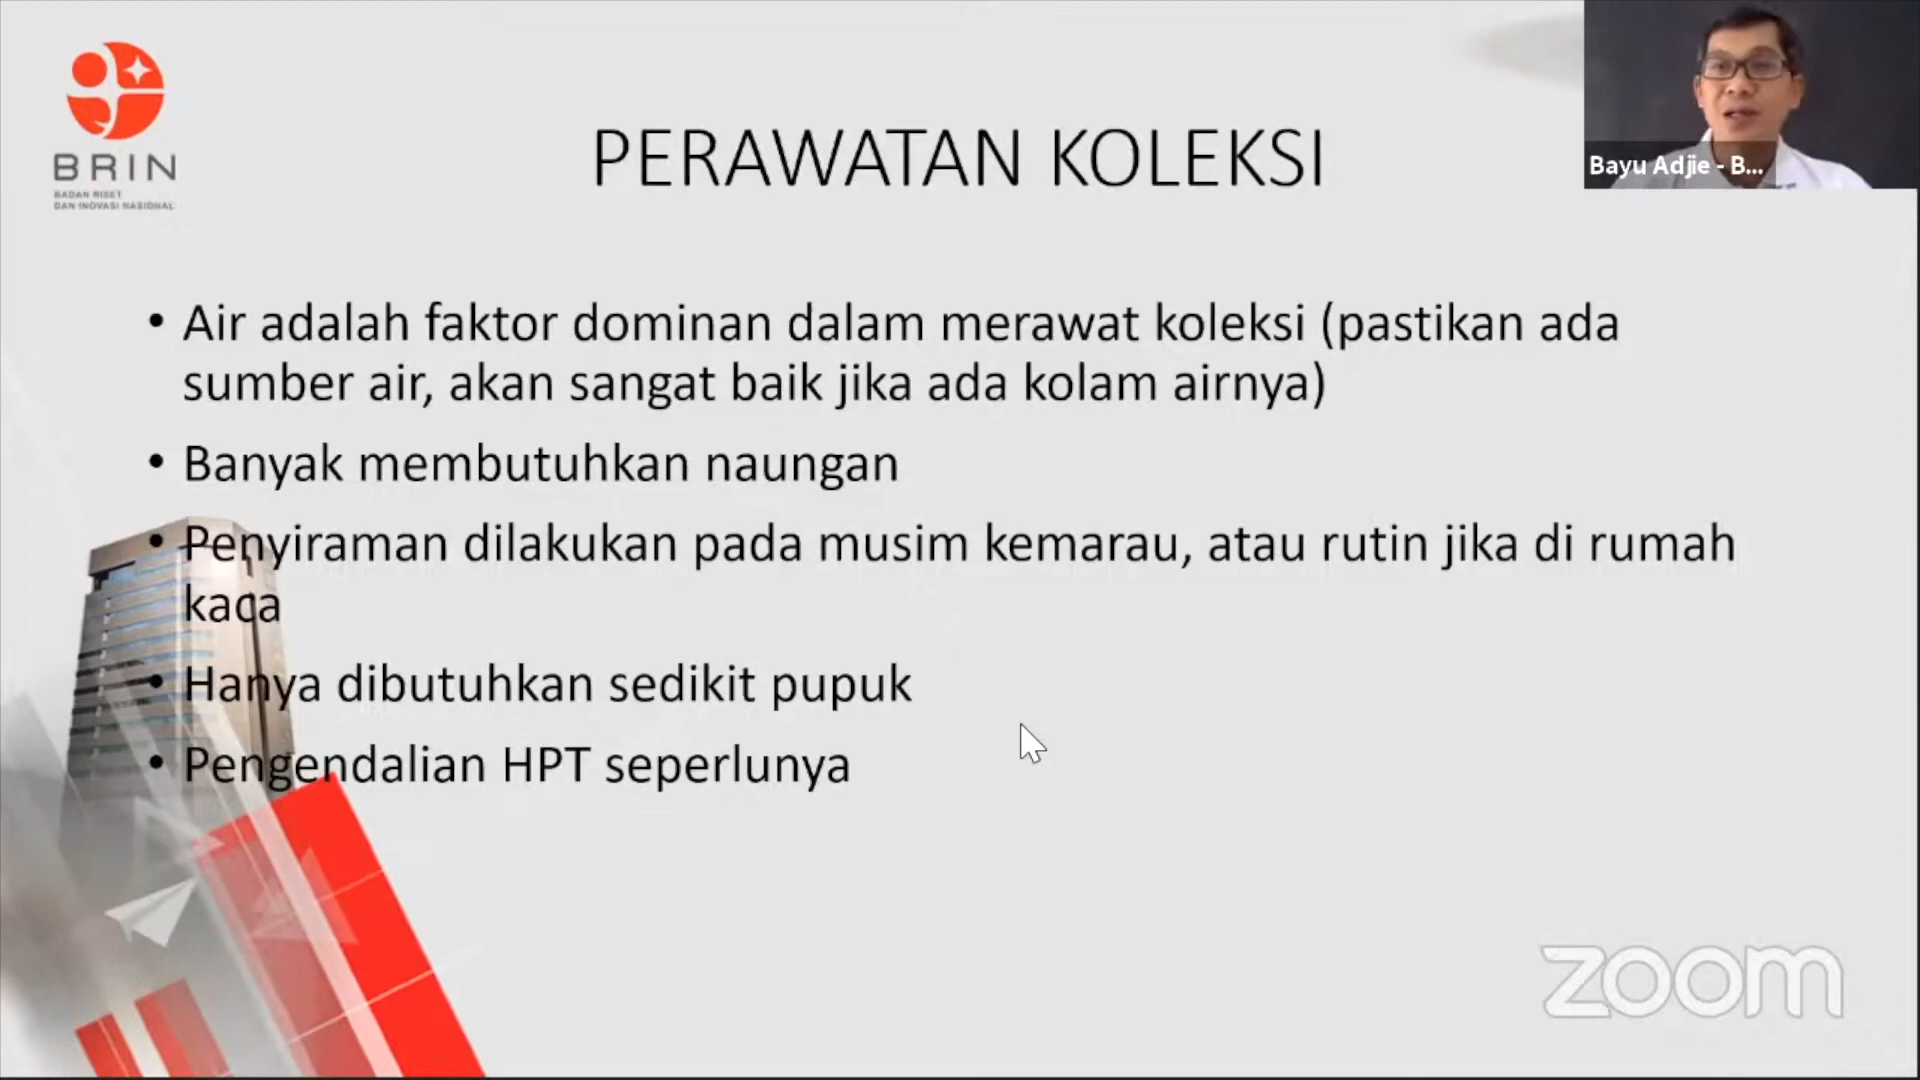 BRIN
BADAN RISET
DAN INOVASI NASIONAL
PERAWATAN KOLEKSI
Bayu Adjie - B...
• Air adalah faktor dominan dalam merawat koleksi (pastikan ada
sumber air, akan sangat baik jika ada kolam airnya)
• Banyak membutuhkan naungan
• Penyiraman dilakukan pada musim kemarau, atau rutin jika di rumah
kaca
• Hanya dibutuhkan sedikit pupuk
• Pengendalian HPT seperlunya
zoom